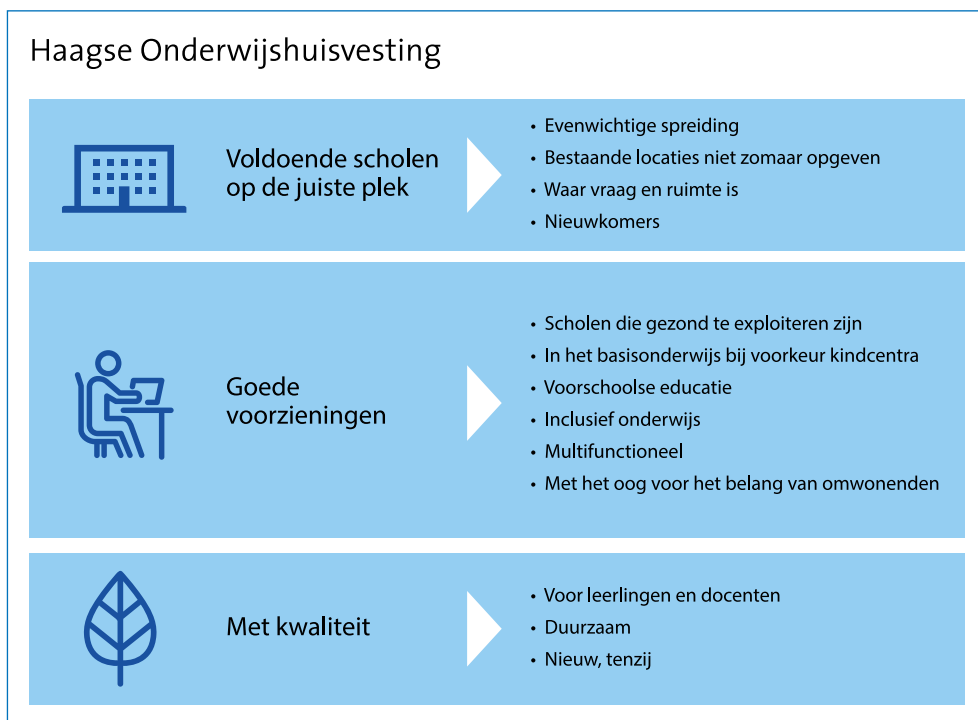 Haagse Onderwijshuisvesting
Voldoende scholen
op de juiste plek
• Evenwichtige spreiding
• Bestaande locaties niet zomaar opgeven
• Waar vraag en ruimte is
• Nieuwkomers
Goede
voorzieningen
• Scholen die gezond te exploiteren zijn
• In het basisonderwijs bij voorkeur kindcentra
• Voorschoolse educatie
• Inclusief onderwijs
• Multifunctioneel
• Met het oog voor het belang van omwonenden
Met kwaliteit
• Voor leerlingen en docenten
• Duurzaam
• Nieuw, tenzij